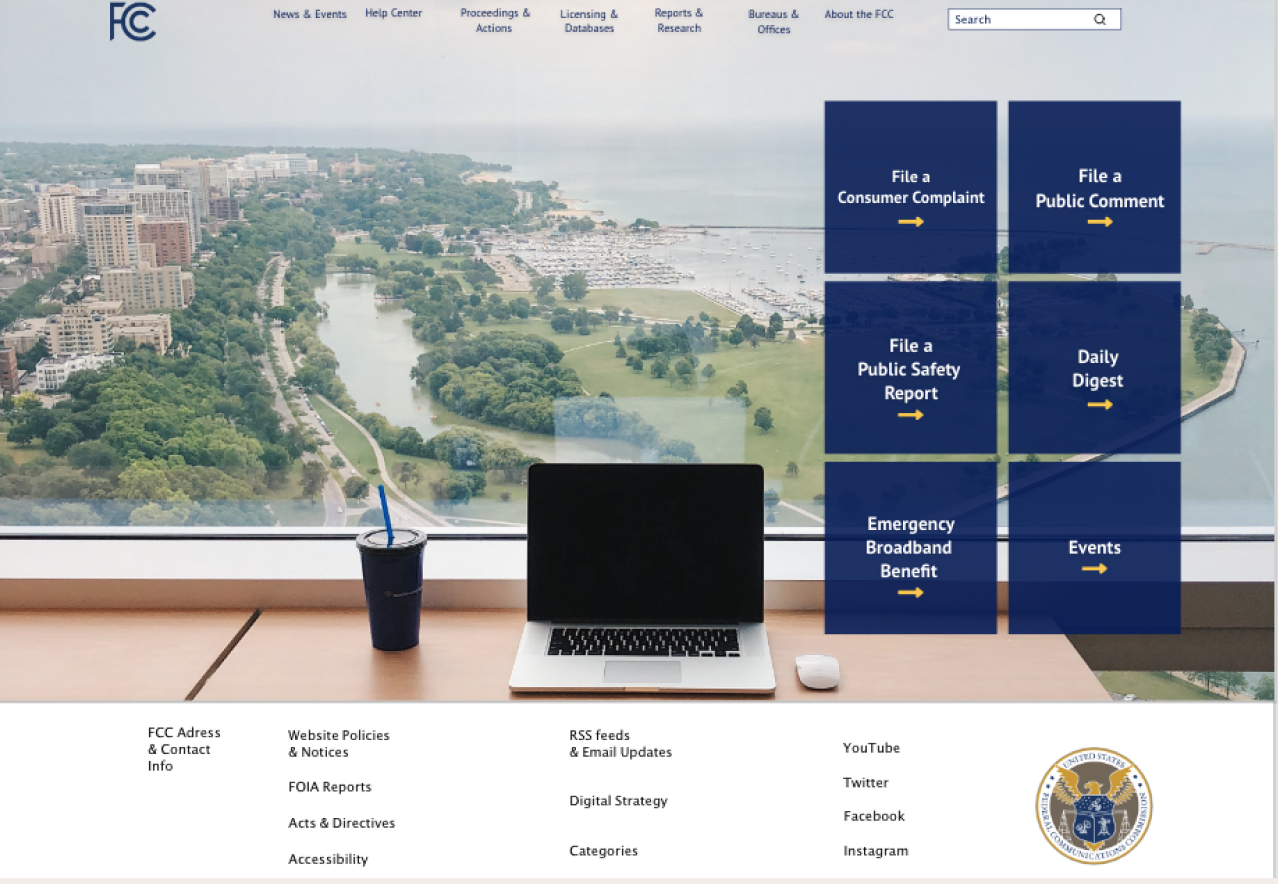 FCC
News & Events
Help Center
Proceedings &
Actions
Licensing &
Databases
Reports &
Research
Bureaus &
Offices
About the FCC
Search
File a
Consumer Complaint
File a
Public Comment
File a
Public Safety
Report
Daily
Digest
Emergency
Broadband
Benefit
Events
FCC Adress
& Contact
Info
Website Policies
& Notices
FOIA Reports
Acts & Directives
Accessibility
RSS feeds
& Email Updates
Digital Strategy
Categories
YouTube
Twitter
Facebook
Instagram
UNITED STATES
FEDERAL COMMUNICATIONS COMMISSION